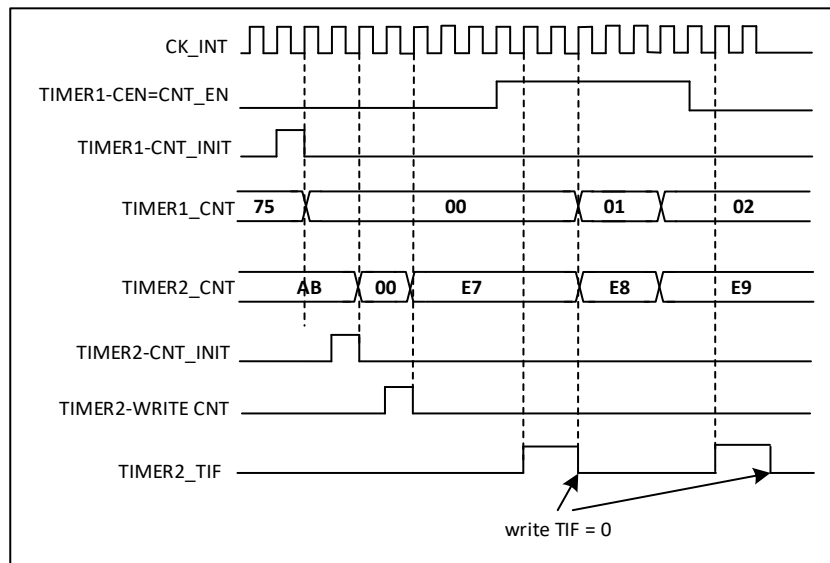 CK_INT
TIMER1-CEN=CNT_EN
TIMER1-CNT_INIT
TIMER1_CNT 75 00 01 02
TIMER2_CNT AB 00 E7 E8 E9
TIMER2-CNT_INIT
TIMER2-WRITE CNT
TIMER2_TIF
write TIF = 0